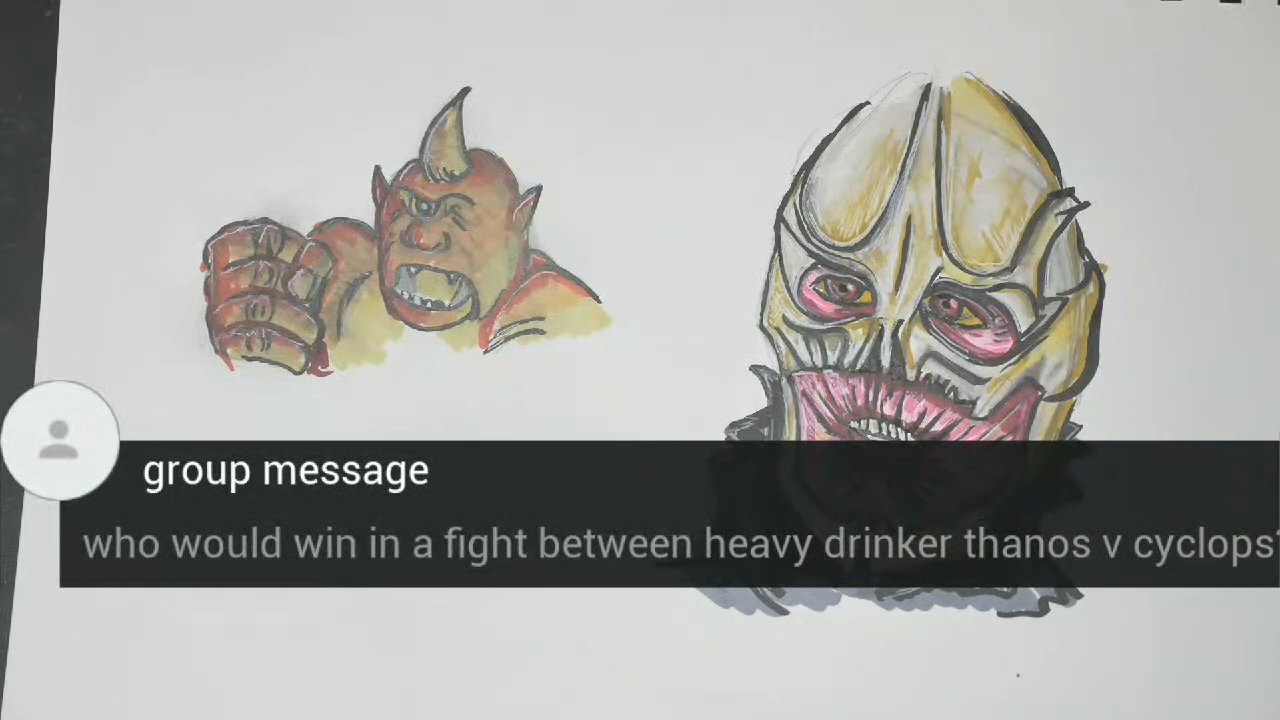 group message
who would win in a fight between heavy drinker thanos v cyclops?